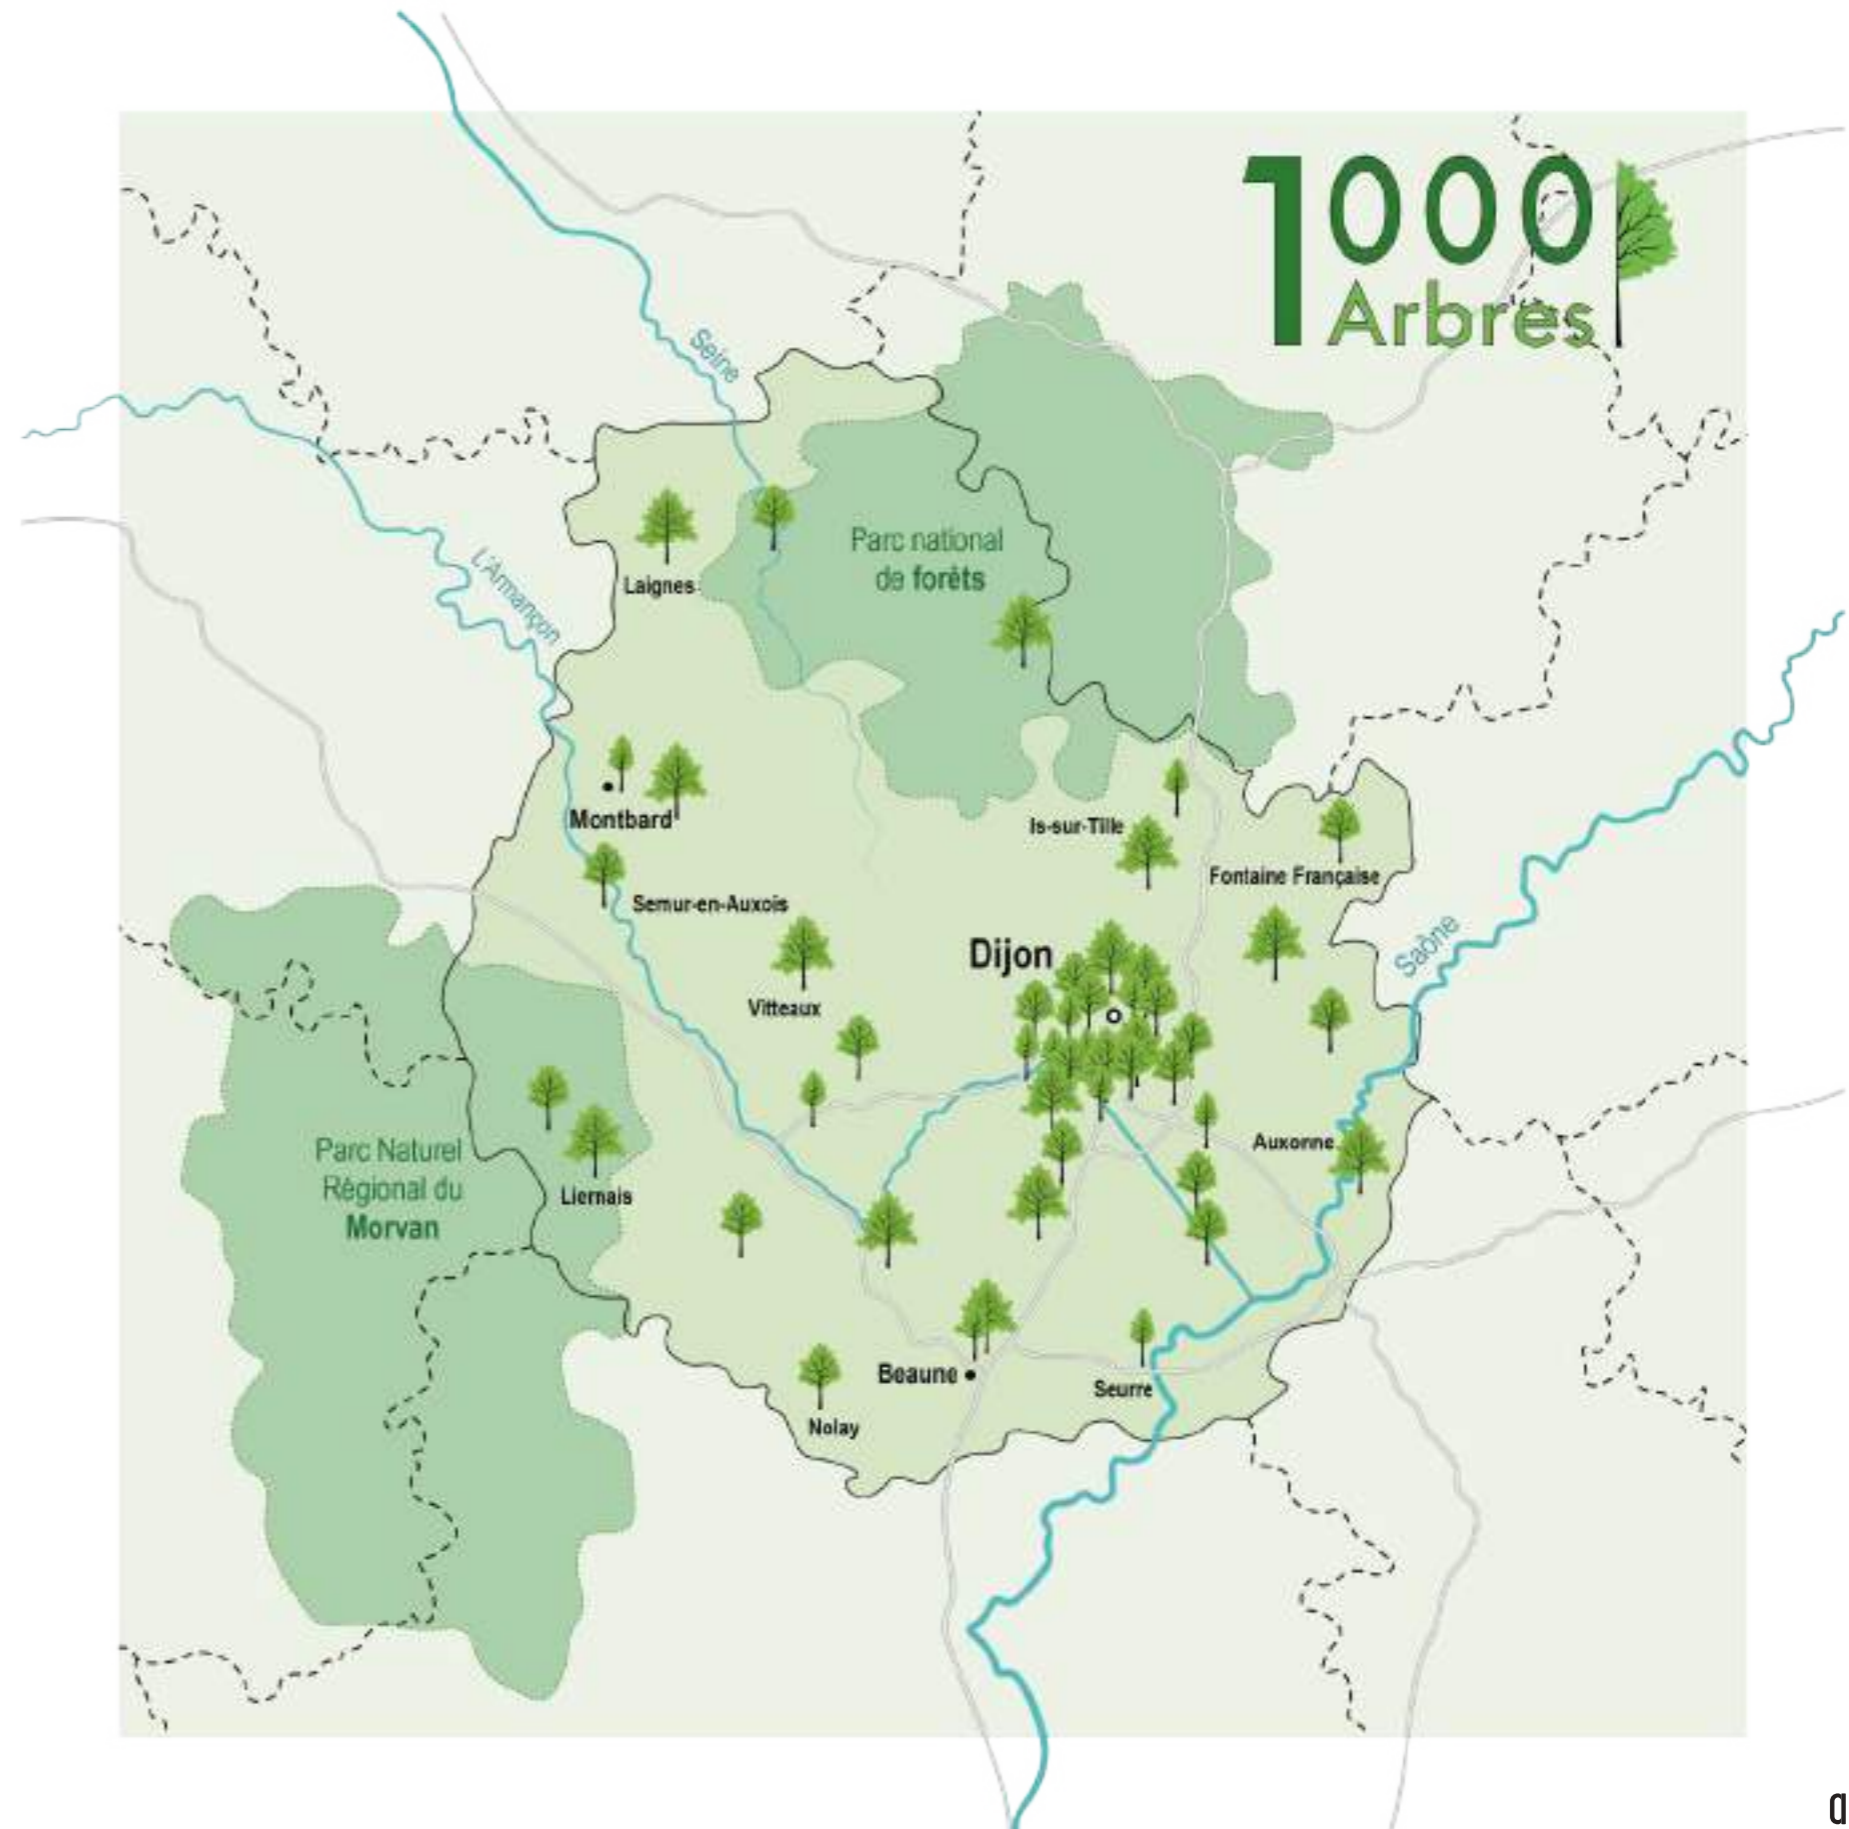 1000
Arbres
Seine
L'Armançon
Parc national
de forêts
Laignes
Montbard
Is-sur-Tille
Fontaine Française
Semur-en-Auxois
Saône
Dijon
Vitteaux
Auxonne
Parc Naturel
Régional du
Morvan
Liernais
Beaune
Seurre
Nolay
a